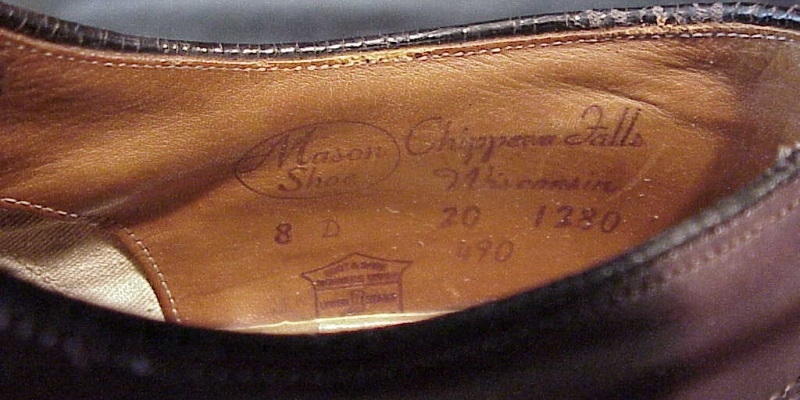 Mason Shoe
Chippewa Falls
Wisconsin
8 D 20 1280
490